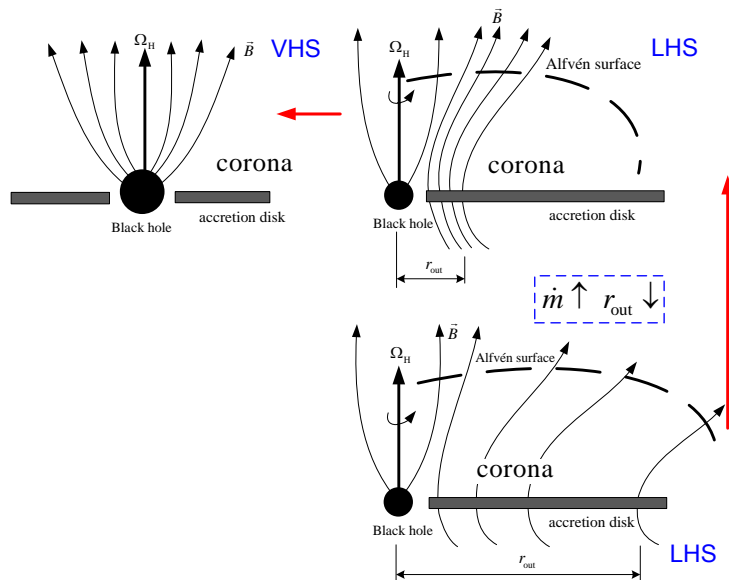 Ω_H
B⃗
VHS
corona
accretion disk
Black hole
Ω_H
B⃗
LHS
Alfvén surface
corona
accretion disk
Black hole
r_out
ṁ ↑ r_out ↓
Ω_H
B⃗
Alfvén surface
corona
accretion disk
Black hole
LHS
r_out